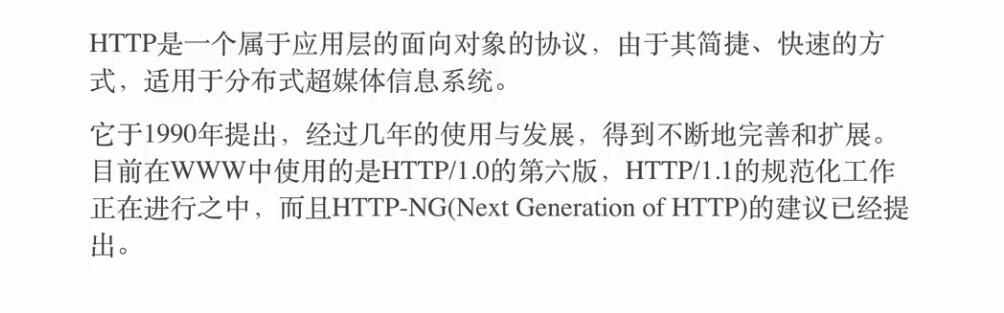 HTTP是一个属于应用层的面向对象的协议，由于其简捷、快速的方
式，适用于分布式超媒体信息系统。
它于1990年提出，经过几年的使用与发展，得到不断地完善和扩展。
目前在WWW中使用的是HTTP/1.0的第六版，HTTP/1.1的规范化工作
正在进行之中，而且HTTP-NG(Next Generation of HTTP)的建议已经提
出。